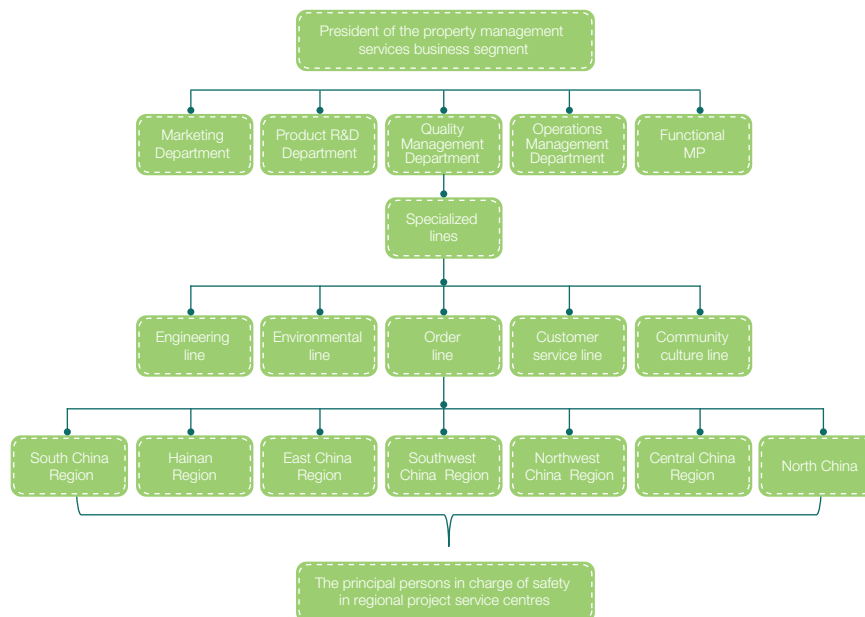 President of the property management
services business segment
Marketing
Department
Product R&D
Department
Quality
Management
Department
Operations
Management
Department
Functional
MP
Specialized
lines
Engineering
line
Environmental
line
Order
line
Customer
service line
Community
culture line
South China
Region
Hainan
Region
East China
Region
Southwest
China Region
Northwest
China Region
Central China
Region
North China
The principal persons in charge of safety
in regional project service centres